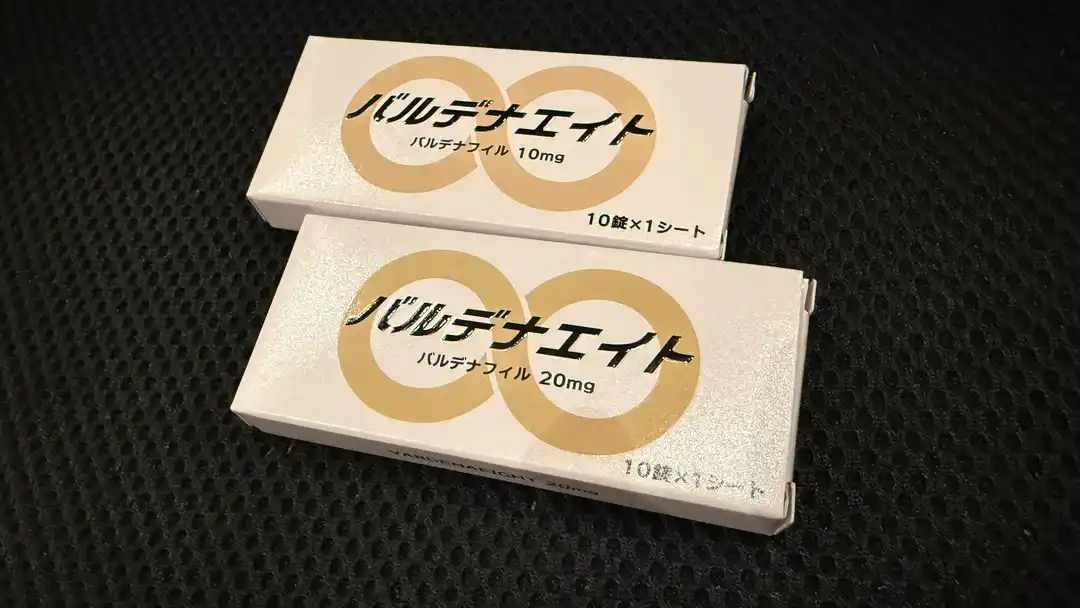 バルデナエイト
バルデナフィル 10mg
10錠×1シート
バルデナエイト
バルデナフィル 20mg
10錠×1シート
VARDENAEIGHT 20mg